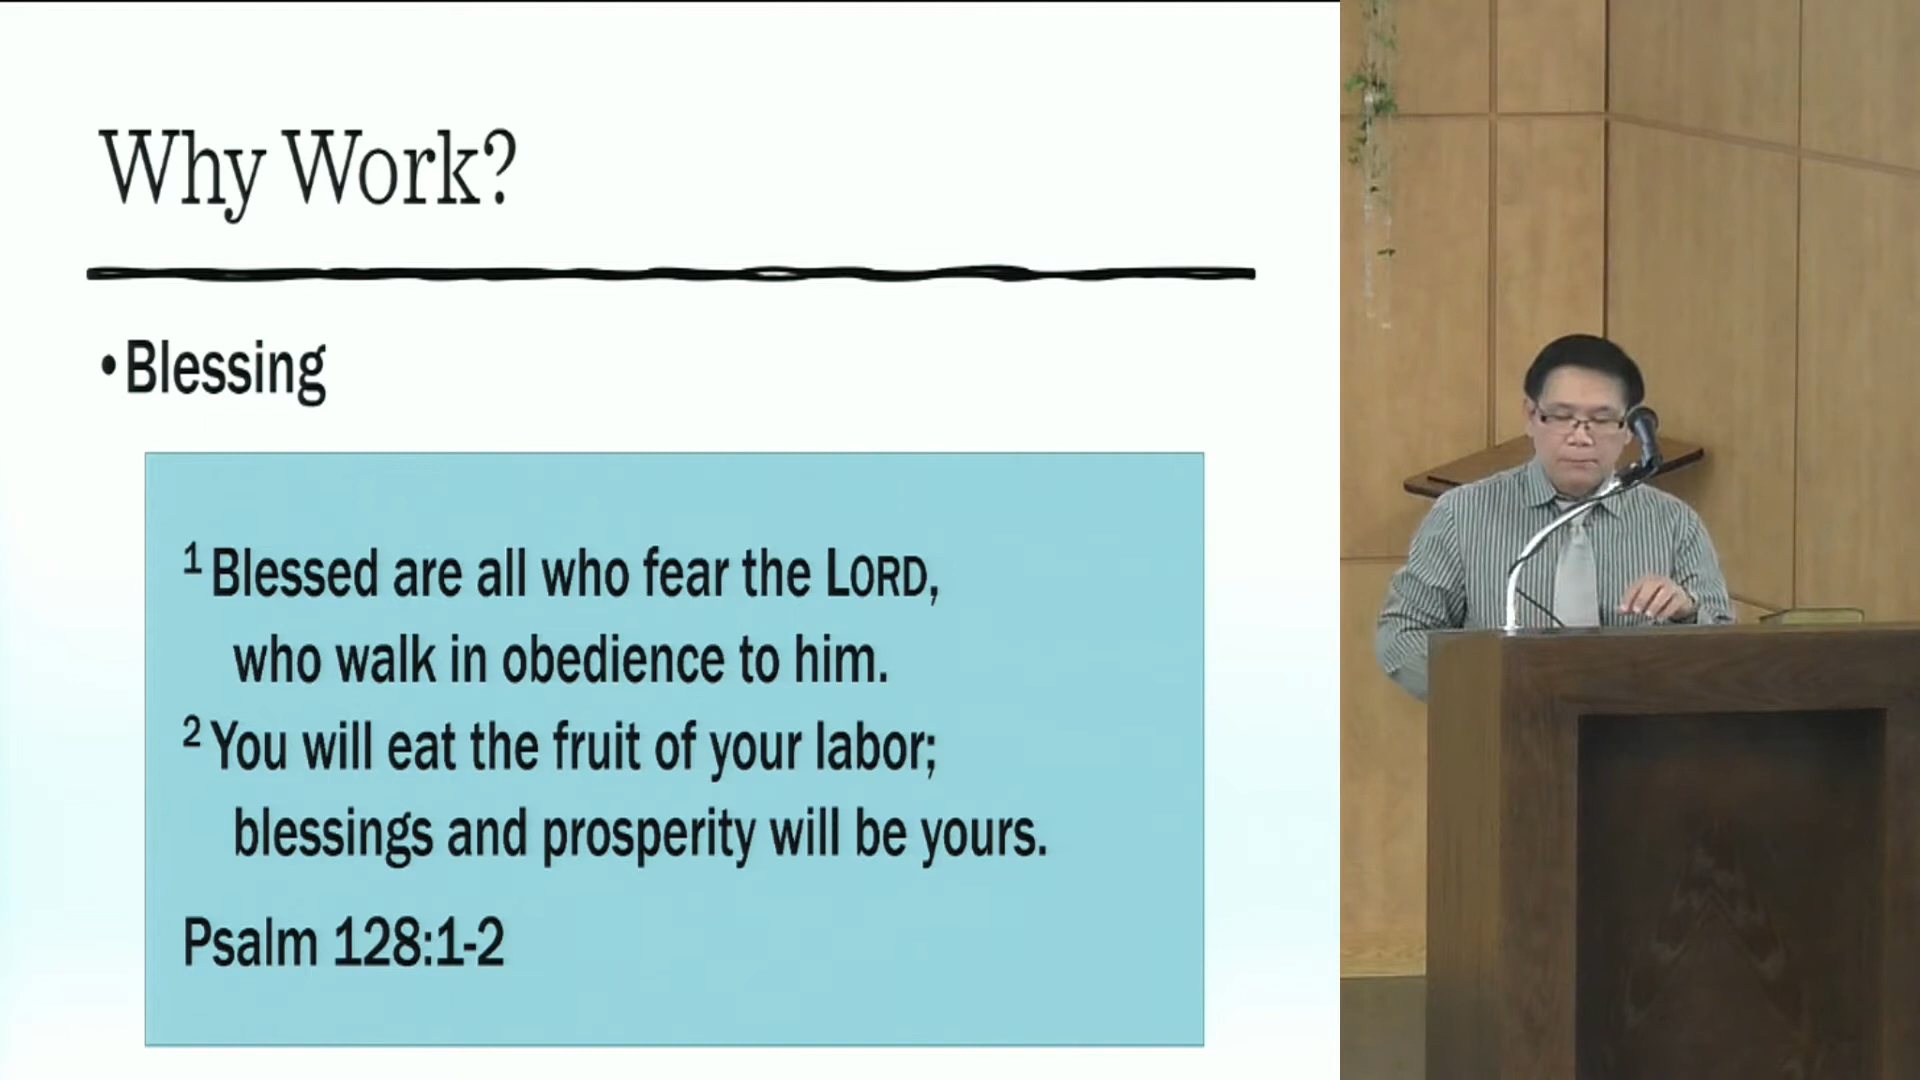 Why Work?
•Blessing
1 Blessed are all who fear the LORD,
who walk in obedience to him.
2 You will eat the fruit of your labor;
blessings and prosperity will be yours.
Psalm 128:1-2